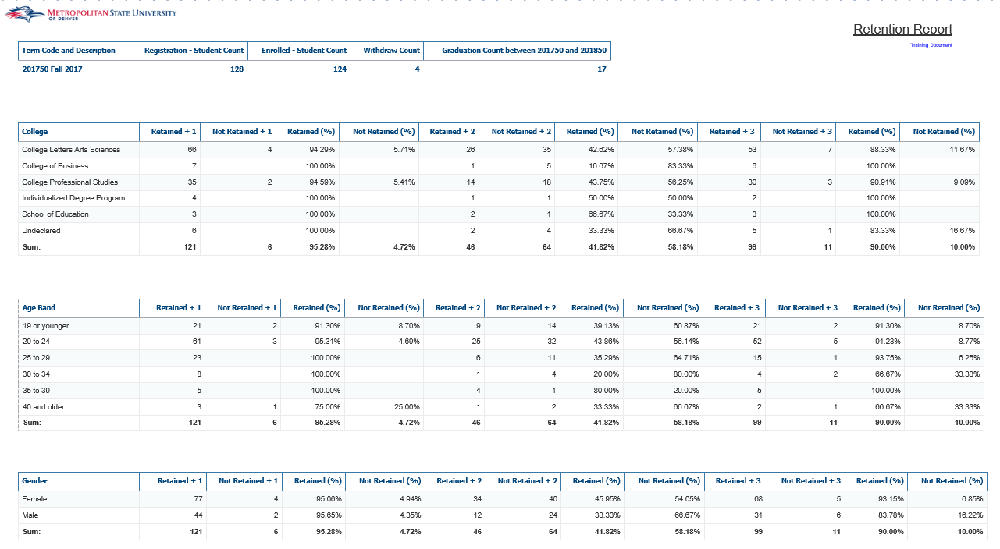 METROPOLITAN STATE UNIVERSITY
OF DENVER
Retention Report
Training Document
Term Code and Description Registration - Student Count Enrolled - Student Count Withdraw Count Graduation Count between 201750 and 201850
201750 Fall 2017 128 124 4 17
College Retained + 1 Not Retained + 1 Retained (%) Not Retained (%) Retained + 2 Not Retained + 2 Retained (%) Not Retained (%) Retained + 3 Not Retained + 3 Retained (%) Not Retained (%)
College Letters Arts Sciences 66 4 94.29% 5.71% 26 35 42.62% 57.38% 53 7 88.33% 11.67%
College of Business 7 100.00% 1 5 16.67% 83.33% 6 100.00%
College Professional Studies 35 2 94.59% 5.41% 14 18 43.75% 56.25% 30 3 90.91% 9.09%
Individualized Degree Program 4 100.00% 1 1 50.00% 50.00% 2 100.00%
School of Education 3 100.00% 2 1 66.67% 33.33% 3 100.00%
Undeclared 6 100.00% 2 4 33.33% 66.67% 5 1 83.33% 16.67%
Sum: 121 6 95.28% 4.72% 46 64 41.82% 58.18% 99 11 90.00% 10.00%
Age Band Retained + 1 Not Retained + 1 Retained (%) Not Retained (%) Retained + 2 Not Retained + 2 Retained (%) Not Retained (%) Retained + 3 Not Retained + 3 Retained (%) Not Retained (%)
19 or younger 21 2 91.30% 8.70% 9 14 39.13% 60.87% 21 2 91.30% 8.70%
20 to 24 61 3 95.31% 4.69% 25 32 43.86% 56.14% 52 5 91.23% 8.77%
25 to 29 23 100.00% 6 11 35.29% 64.71% 15 1 93.75% 6.25%
30 to 34 8 100.00% 1 4 20.00% 80.00% 4 2 66.67% 33.33%
35 to 39 5 100.00% 4 1 80.00% 20.00% 5 100.00%
40 and older 3 1 75.00% 25.00% 1 2 33.33% 66.67% 2 1 66.67% 33.33%
Sum: 121 6 95.28% 4.72% 46 64 41.82% 58.18% 99 11 90.00% 10.00%
Gender Retained + 1 Not Retained + 1 Retained (%) Not Retained (%) Retained + 2 Not Retained + 2 Retained (%) Not Retained (%) Retained + 3 Not Retained + 3 Retained (%) Not Retained (%)
Female 77 4 95.06% 4.94% 34 40 45.95% 54.05% 68 5 93.15% 6.85%
Male 44 2 95.65% 4.35% 12 24 33.33% 66.67% 31 6 83.78% 16.22%
Sum: 121 6 95.28% 4.72% 46 64 41.82% 58.18% 99 11 90.00% 10.00%